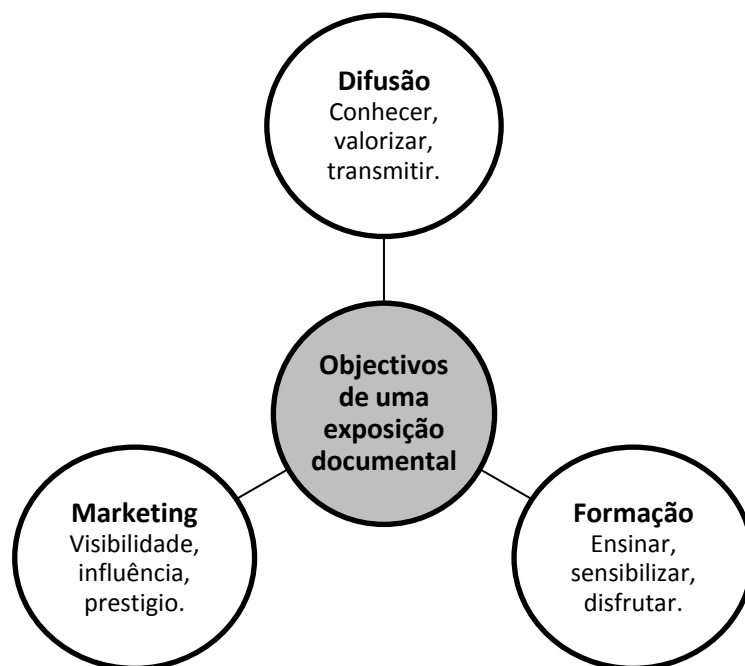 Difusão
Conhecer,
valorizar,
transmitir.
Objectivos
de uma
exposição
documental
Marketing
Visibilidade,
influência,
prestigio.
Formação
Ensinar,
sensibilizar,
disfrutar.